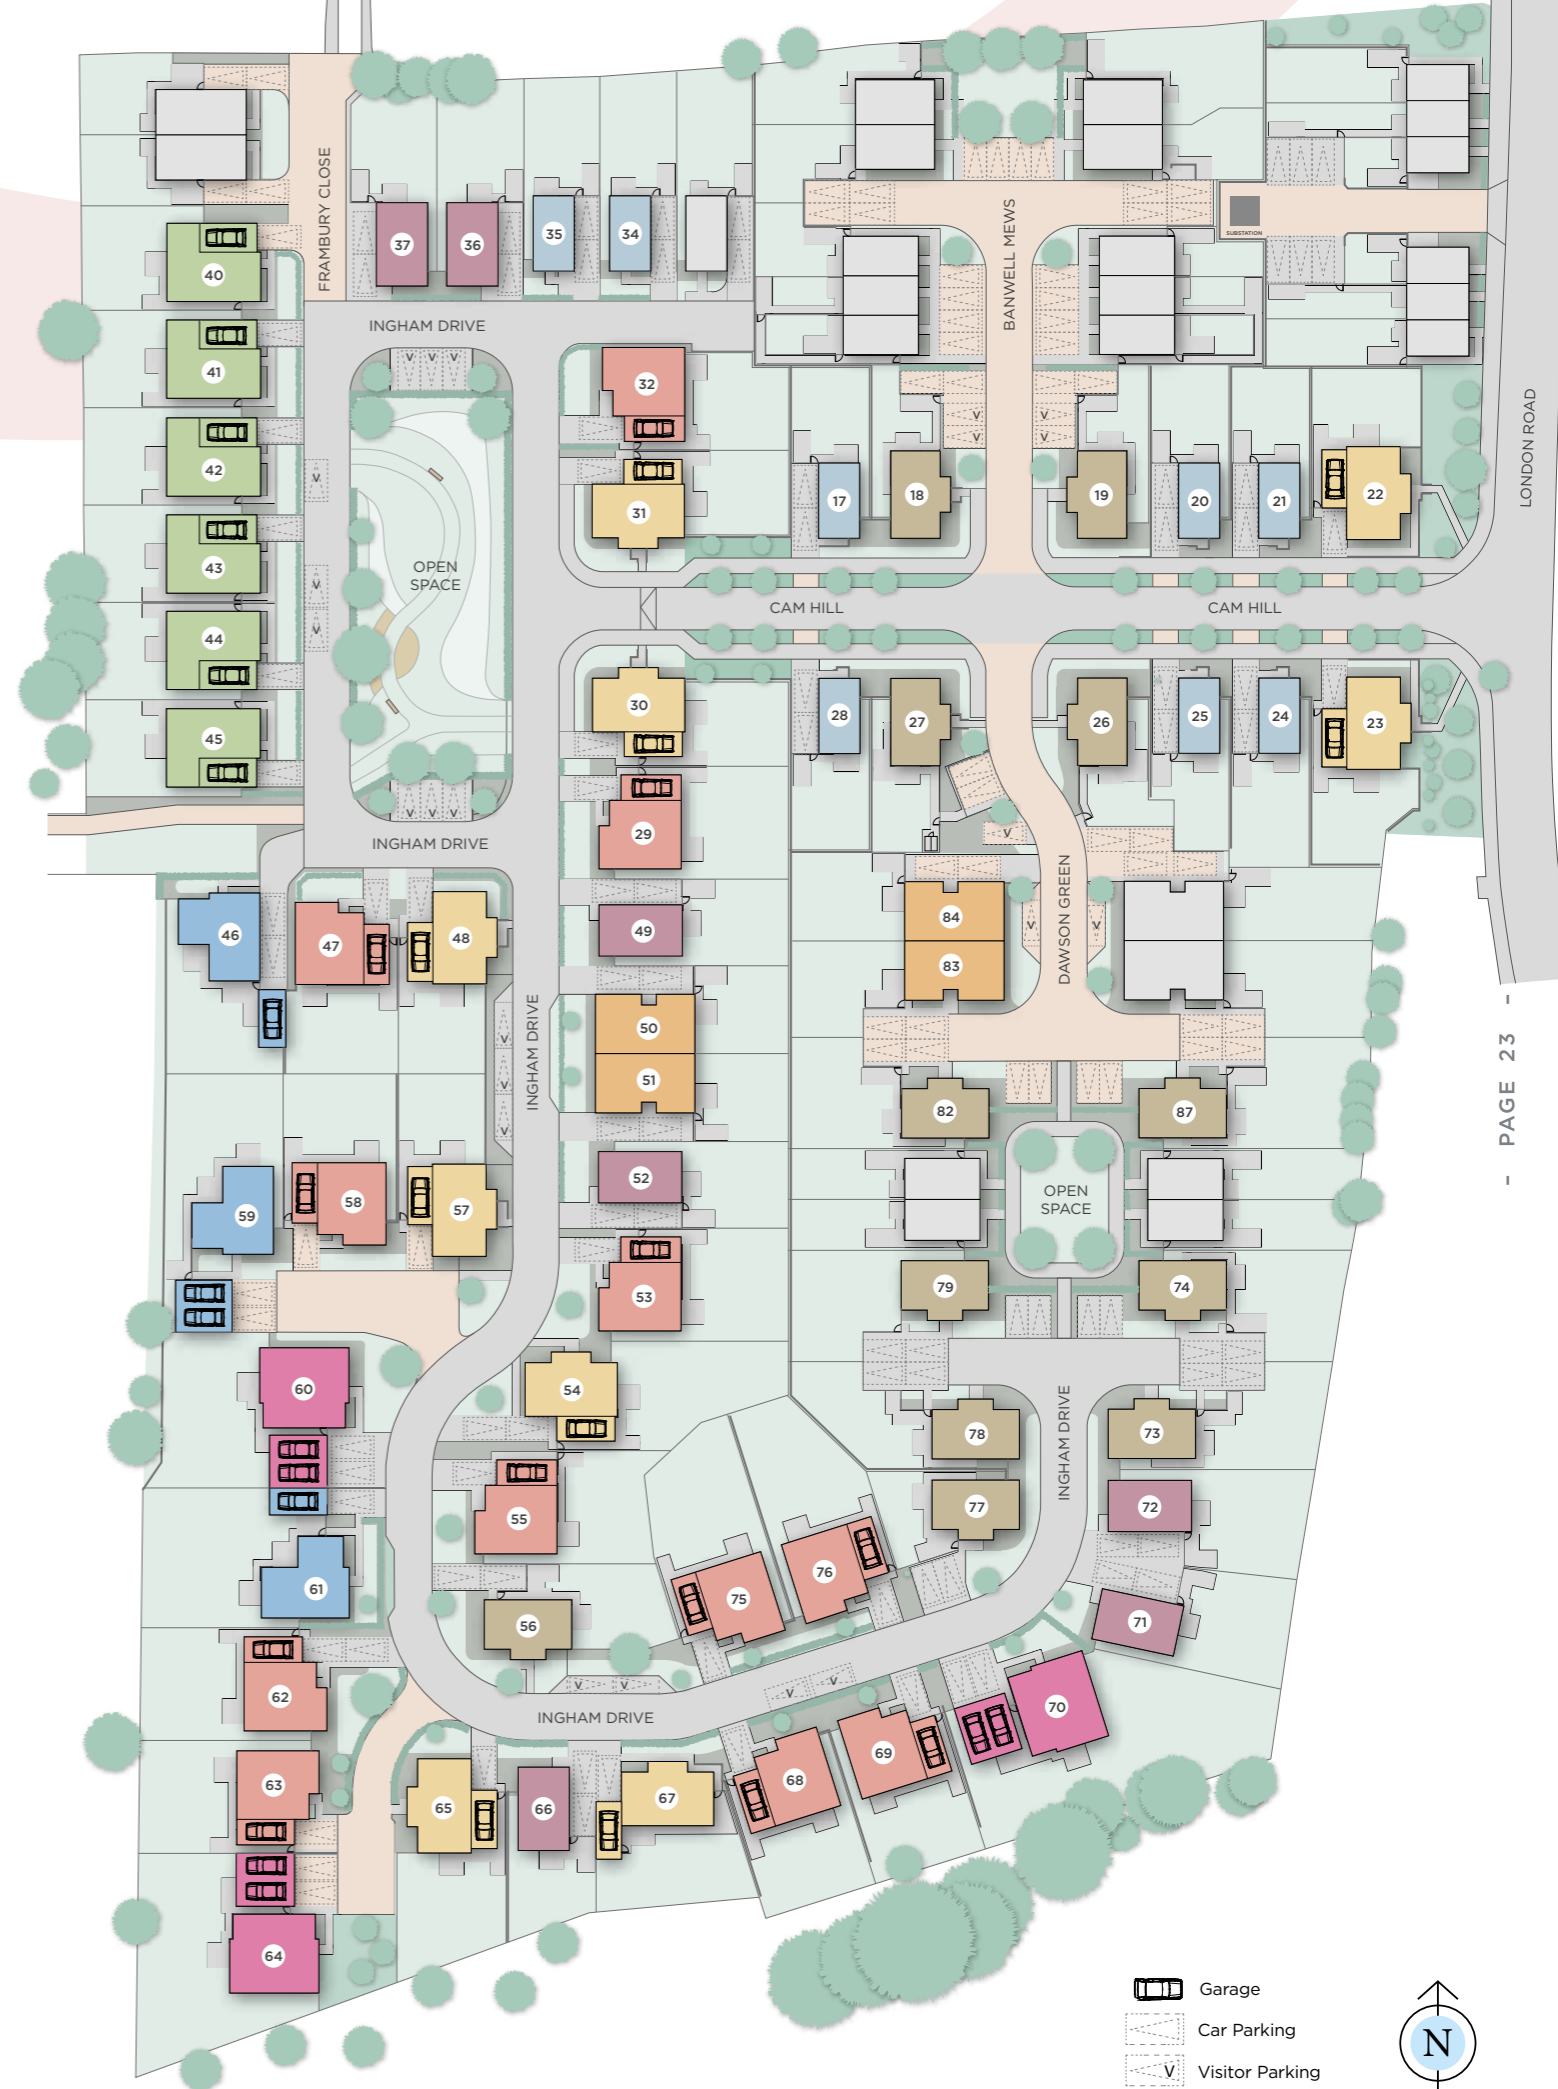 FRAMBURY CLOSE
37
36
35
34
40
INGHAM DRIVE
BANWELL MEWS
SUBSTATION
41
32
LONDON ROAD
42
V V V
31
17
18
19
20
21
22
V
V
V
V
V
43
OPEN
SPACE
V
V
CAM HILL
CAM HILL
44
45
30
28
27
26
25
24
23
V V V
INGHAM DRIVE
29
V
DAWSON GREEN
46
47
48
49
84
83
V
V
INGHAM DRIVE
V
V
V
50
51
- PAGE 23 -
82
87
59
58
57
52
OPEN
SPACE
53
79
74
60
54
INGHAM DRIVE
78
73
55
77
72
61
75
76
56
71
62
V V
V V
70
INGHAM DRIVE
69
63
65
66
67
68
64
Garage
Car Parking
V Visitor Parking
N